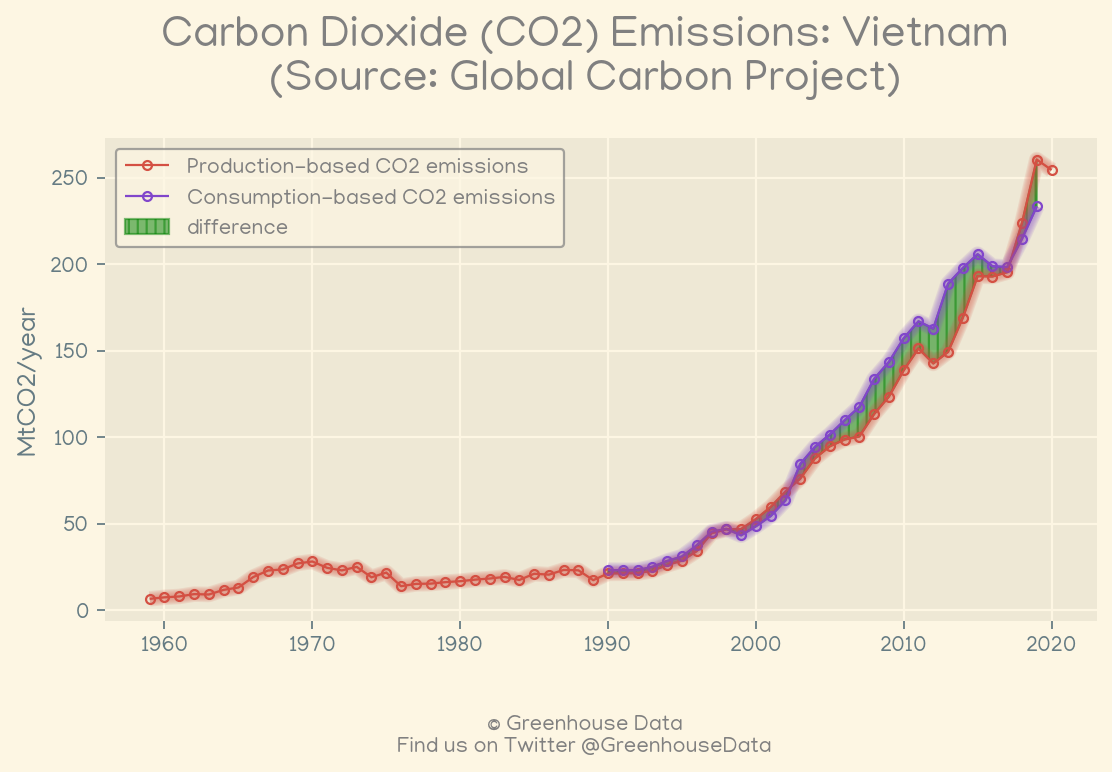 Carbon Dioxide (CO2) Emissions: Vietnam
(Source: Global Carbon Project)
Production-based CO2 emissions
Consumption-based CO2 emissions
difference
MtCO2/year
250
200
150
100
50
0
1960 1970 1980 1990 2000 2010 2020
© Greenhouse Data
Find us on Twitter @GreenhouseData